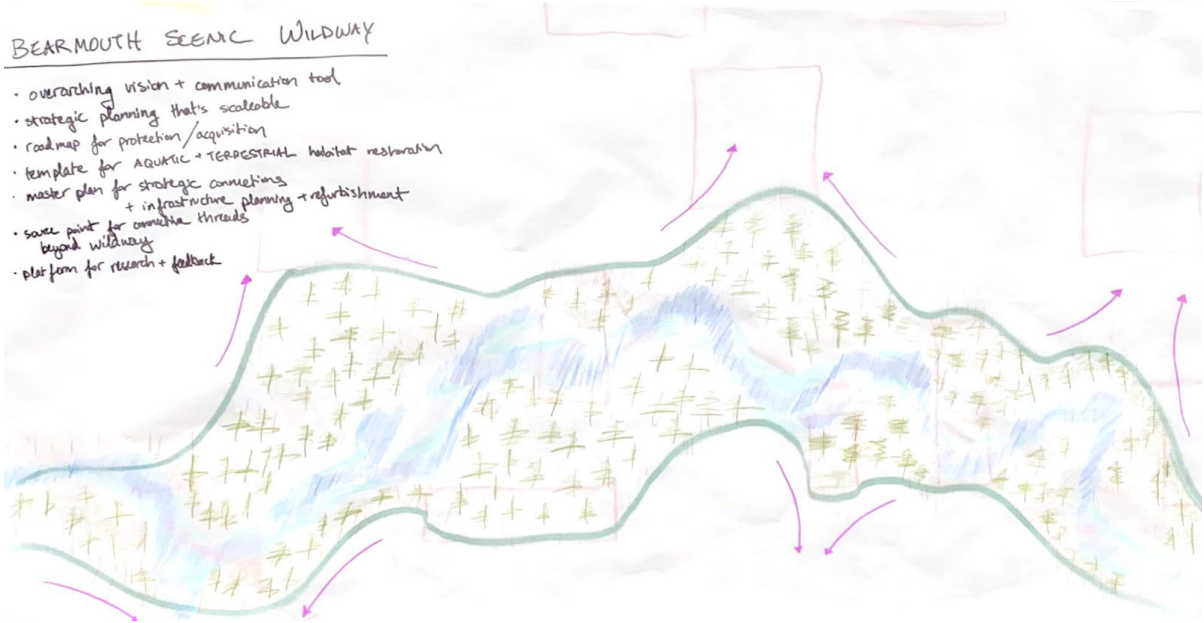 BEARMOUTH SCENIC WILDWAY
• overarching vision + communication tool
• strategic planning that's scaleable
• roadmap for protection/acquisition
• template for AQUATIC + TERRESTRIAL habitat restoration
• master plan for strategic connections
+ infrastructure planning + refurbishment
• source point for connective threads
beyond wildway
• platform for research + feedback